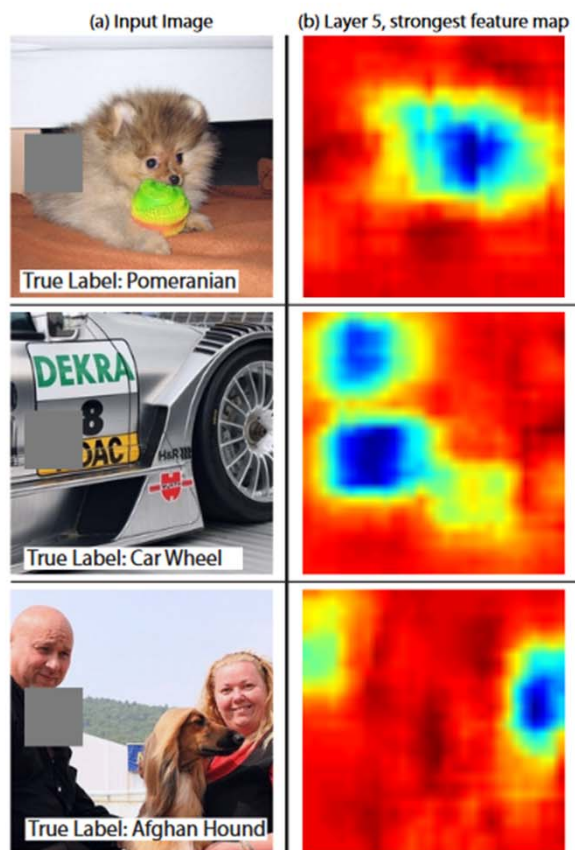 (a) Input Image
(b) Layer 5, strongest feature map
True Label: Pomeranian
DEKRA
8
DAC
H&R
True Label: Car Wheel
True Label: Afghan Hound